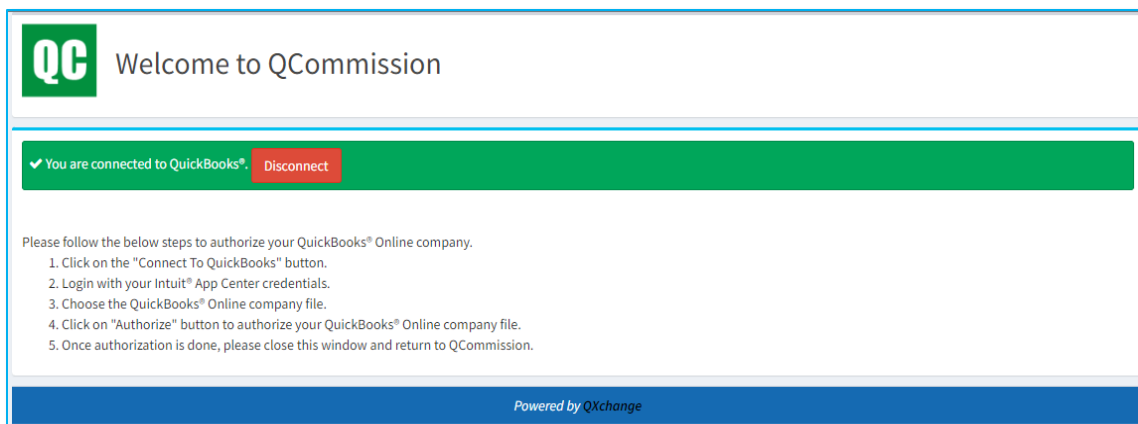 QC
Welcome to QCommission
✔ You are connected to QuickBooks®. Disconnect
Please follow the below steps to authorize your QuickBooks® Online company.
1. Click on the "Connect To QuickBooks" button.
2. Login with your Intuit® App Center credentials.
3. Choose the QuickBooks® Online company file.
4. Click on "Authorize" button to authorize your QuickBooks® Online company file.
5. Once authorization is done, please close this window and return to QCommission.
Powered by QXchange